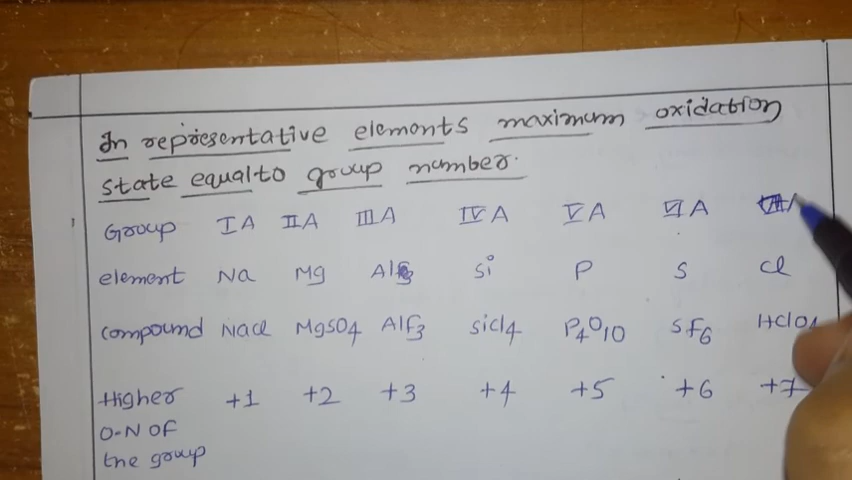 In representative elements maximum oxidation
state equal to group number.
Group IA IIA IIIA IVA VA VIA
element Na Mg Al Si P S Cl
compound NaCl MgSO4 AlF3 SiCl4 P4O10 SF6 HClO4
Higher +1 +2 +3 +4 +5 +6 +7
O-N OF
the group